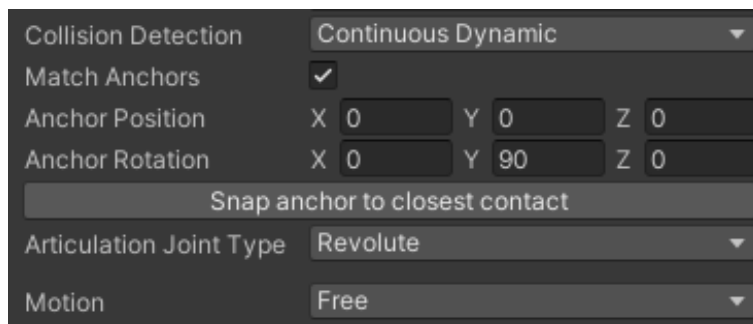 Collision Detection Continuous Dynamic
Match Anchors
Anchor Position X 0 Y 0 Z 0
Anchor Rotation X 0 Y 90 Z 0
Snap anchor to closest contact
Articulation Joint Type Revolute
Motion Free